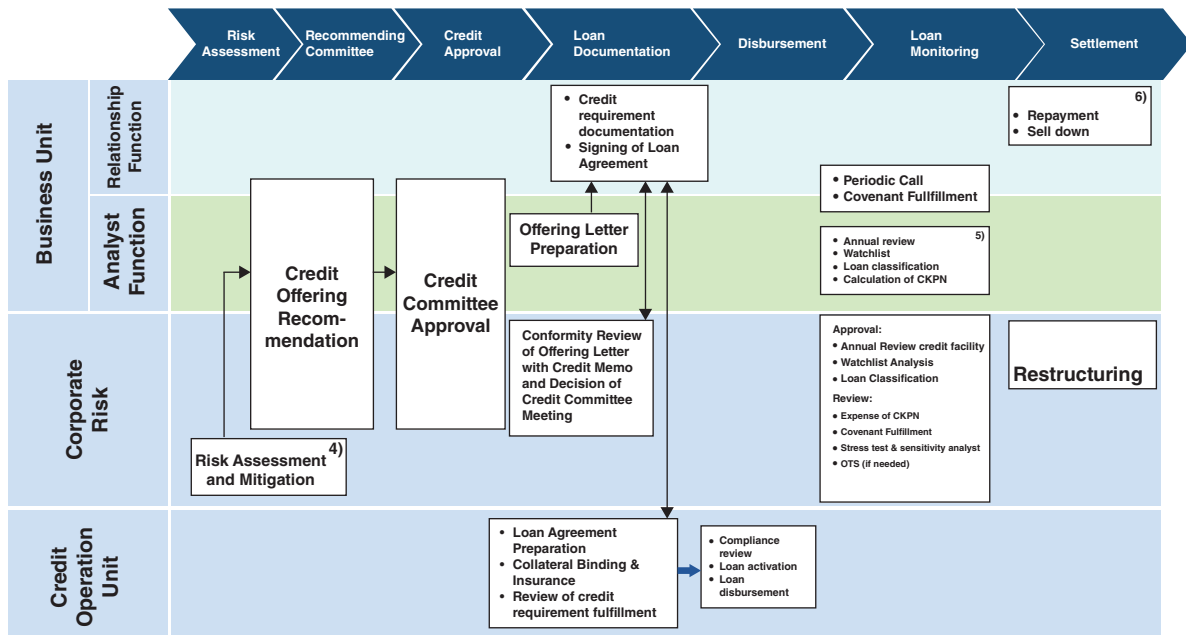 Risk
Assessment
Recommending
Committee
Credit
Approval
Loan
Documentation
Disbursement
Loan
Monitoring
Settlement
Business Unit
Relationship
Function
• Credit
requirement
documentation
• Signing of Loan
Agreement
6)
• Repayment
• Sell down
• Periodic Call
• Covenant Fullfillment
Analyst
Function
Offering Letter
Preparation
5)
• Annual review
• Watchlist
• Loan classification
• Calculation of CKPN
Credit
Offering
Recom-
mendation
Credit
Committee
Approval
Corporate
Risk
Risk Assessment 4)
and Mitigation
Conformity Review
of Offering Letter
with Credit Memo
and Decision of
Credit Committee
Meeting
Approval:
• Annual Review credit facility
• Watchlist Analysis
• Loan Classification
Review:
• Expense of CKPN
• Covenant Fulfillment
• Stress test & sensitivity analyst
• OTS (if needed)
Restructuring
Credit
Operation
Unit
• Loan Agreement
Preparation
• Collateral Binding &
Insurance
• Review of credit
requirement fulfillment
• Compliance
review
• Loan activation
• Loan
disbursement